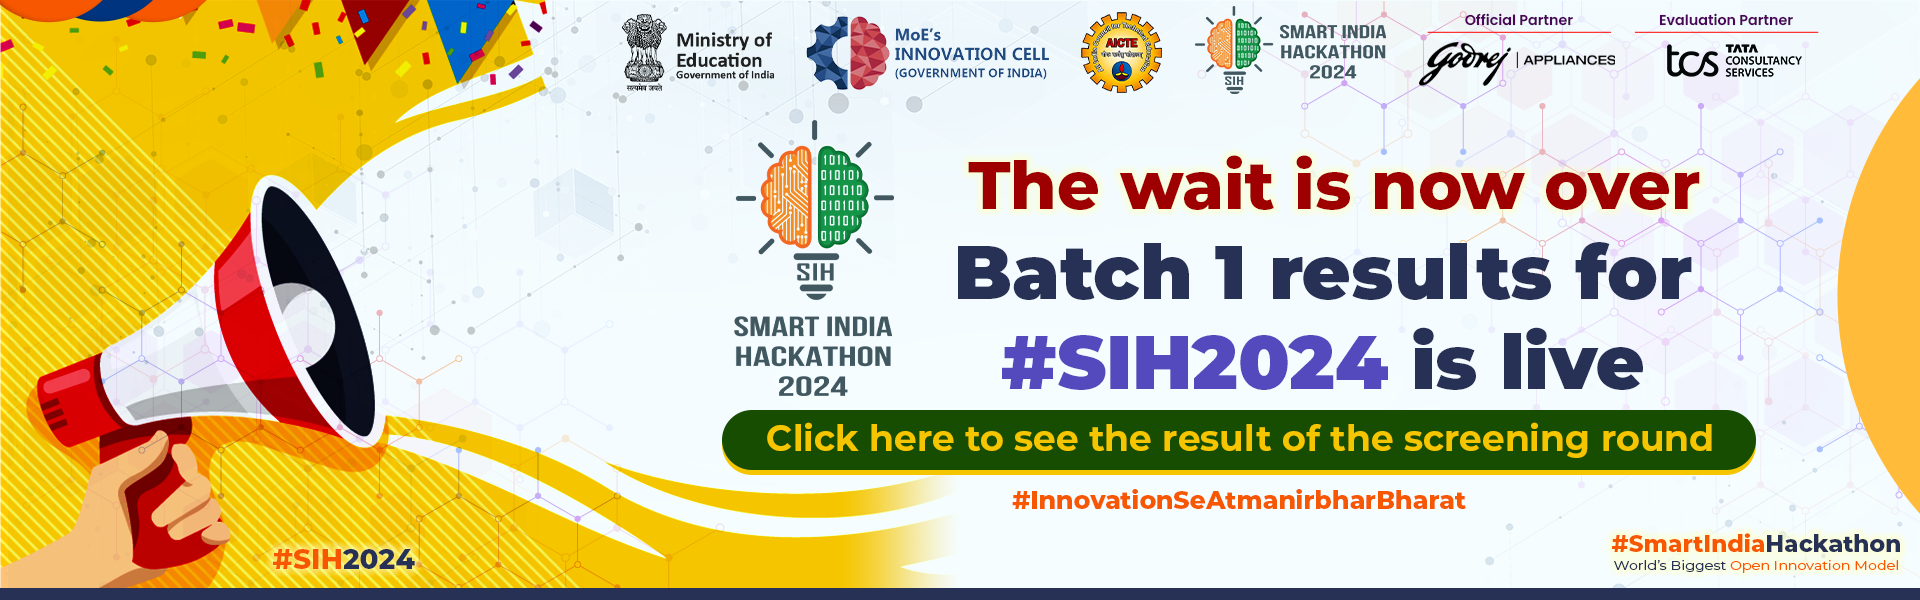 Ministry of
Education
Government of India
सत्यमेव जयते
MoE's
INNOVATION CELL
(GOVERNMENT OF INDIA)
AICTE
SIH
SMART INDIA
HACKATHON
2024
Official Partner
Godrej | APPLIANCES
Evaluation Partner
tcs TATA
CONSULTANCY
SERVICES
SIH
SMART INDIA
HACKATHON
2024
The wait is now over
Batch 1 results for
#SIH2024 is live
Click here to see the result of the screening round
#InnovationSeAtmanirbharBharat
#SIH2024
#SmartIndiaHackathon
World's Biggest Open Innovation Model